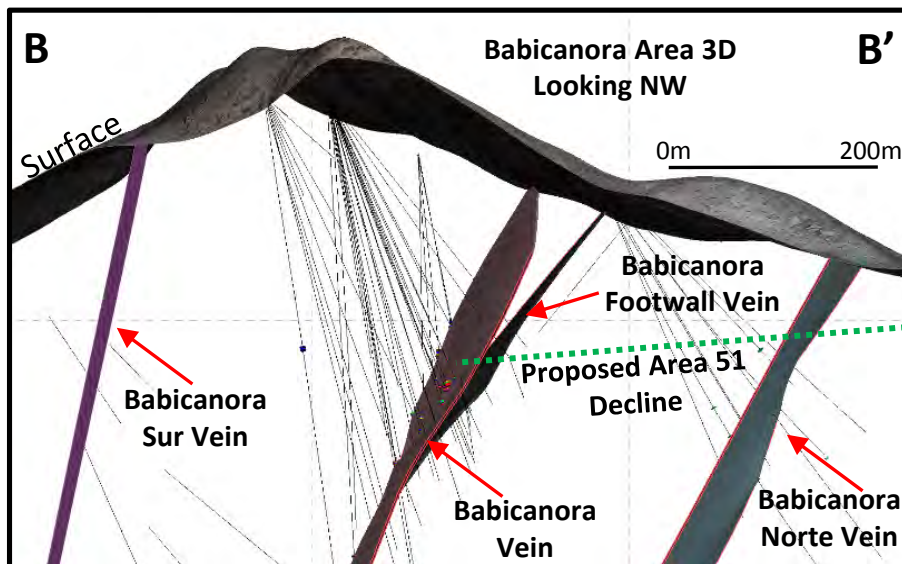 B
Babicanora Area 3D
Looking NW
B'
Surface
0m
200m
Babicanora
Footwall Vein
Proposed Area 51
Decline
Babicanora
Sur Vein
Babicanora
Vein
Babicanora
Norte Vein